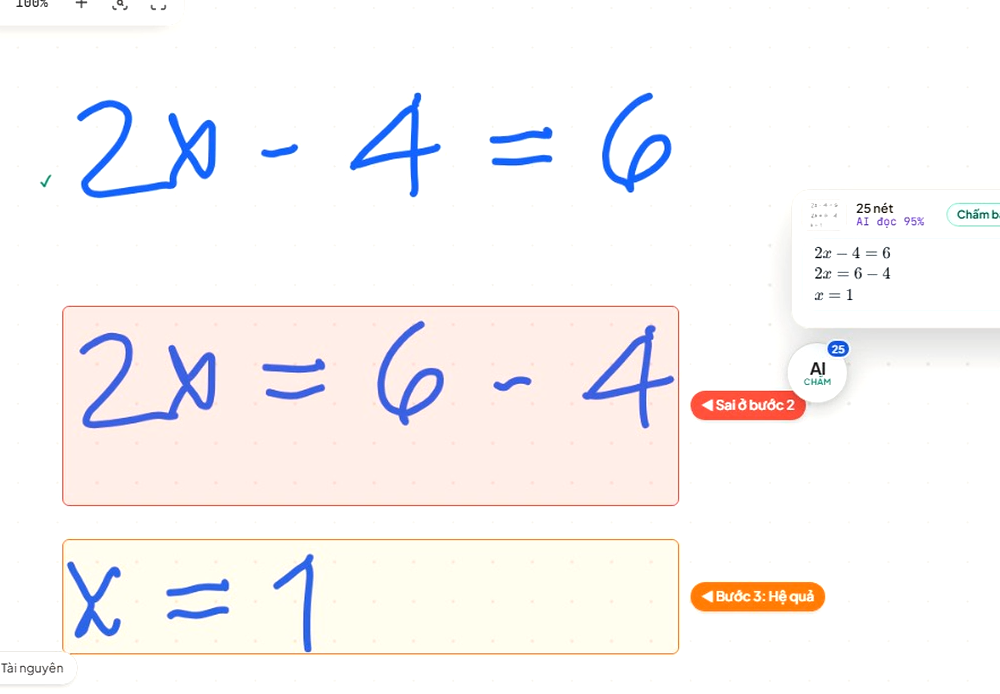 100% +
2x - 4 = 6
✓
25 nét
AI đọc 95%
Chấm b
2x − 4 = 6
2x = 6 − 4
x = 1
25
AI
CHẤM
2x = 6 - 4
◀ Sai ở bước 2
x = 1
◀ Bước 3: Hệ quả
Tài nguyên